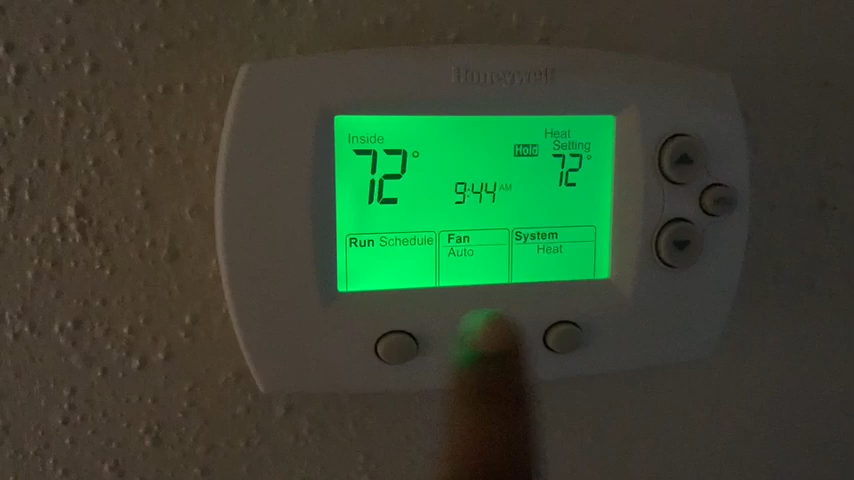 Honeywell
Inside
72°
Hold
Heat
Setting
72°
9:44 AM
Run Schedule
Fan
Auto
System
Heat